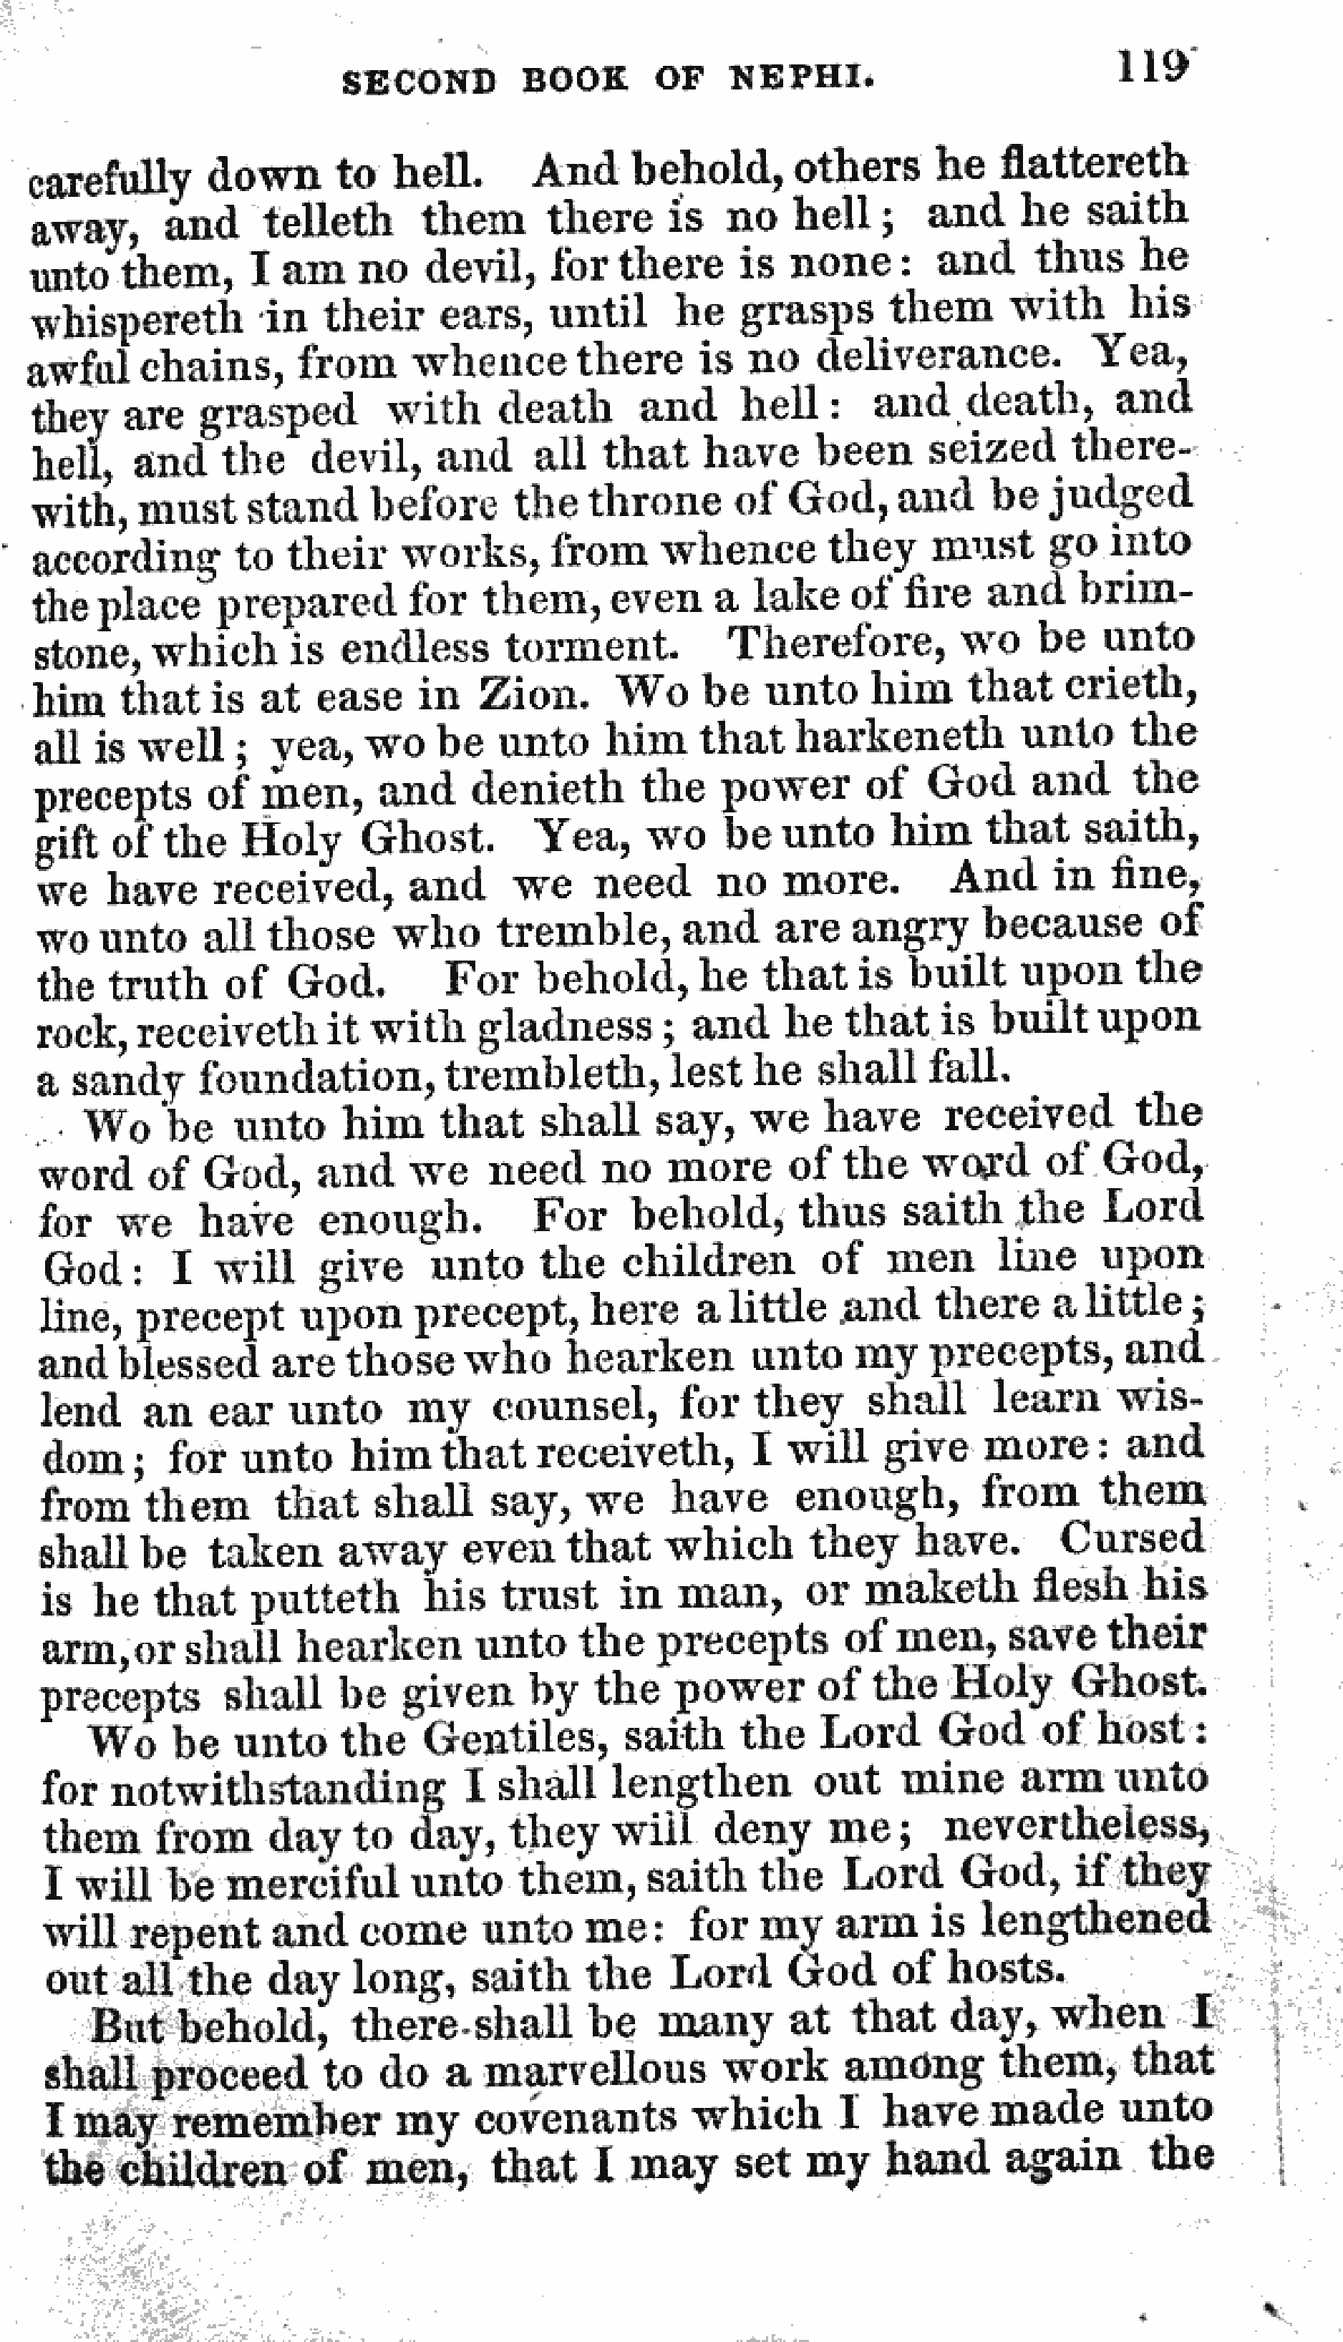 SECOND BOOK OF NEPHI. 119
carefully down to hell. And behold, others he flattereth
away, and telleth them there is no hell; and he saith
unto them, I am no devil, for there is none: and thus he
whispereth in their ears, until he grasps them with his
awful chains, from whence there is no deliverance. Yea,
they are grasped with death and hell: and death, and
hell, and the devil, and all that have been seized there-
with, must stand before the throne of God, and be judged
according to their works, from whence they must go into
the place prepared for them, even a lake of fire and brim-
stone, which is endless torment. Therefore, wo be unto
him that is at ease in Zion. Wo be unto him that crieth,
all is well; yea, wo be unto him that harkeneth unto the
precepts of men, and denieth the power of God and the
gift of the Holy Ghost. Yea, wo be unto him that saith,
we have received, and we need no more. And in fine,
wo unto all those who tremble, and are angry because of
the truth of God. For behold, he that is built upon the
rock, receiveth it with gladness; and he that is built upon
a sandy foundation, trembleth, lest he shall fall.
Wo be unto him that shall say, we have received the
word of God, and we need no more of the word of God,
for we have enough. For behold, thus saith the Lord
God: I will give unto the children of men line upon
line, precept upon precept, here a little and there a little;
and blessed are those who hearken unto my precepts, and
lend an ear unto my counsel, for they shall learn wis-
dom; for unto him that receiveth, I will give more: and
from them that shall say, we have enough, from them
shall be taken away even that which they have. Cursed
is he that putteth his trust in man, or maketh flesh his
arm, or shall hearken unto the precepts of men, save their
precepts shall be given by the power of the Holy Ghost.
Wo be unto the Gentiles, saith the Lord God of host:
for notwithstanding I shall lengthen out mine arm unto
them from day to day, they will deny me; nevertheless,
I will be merciful unto them, saith the Lord God, if they
will repent and come unto me: for my arm is lengthened
out all the day long, saith the Lord God of hosts.
But behold, there shall be many at that day, when I
shall proceed to do a marvellous work among them, that
I may remember my covenants which I have made unto
the children of men, that I may set my hand again the